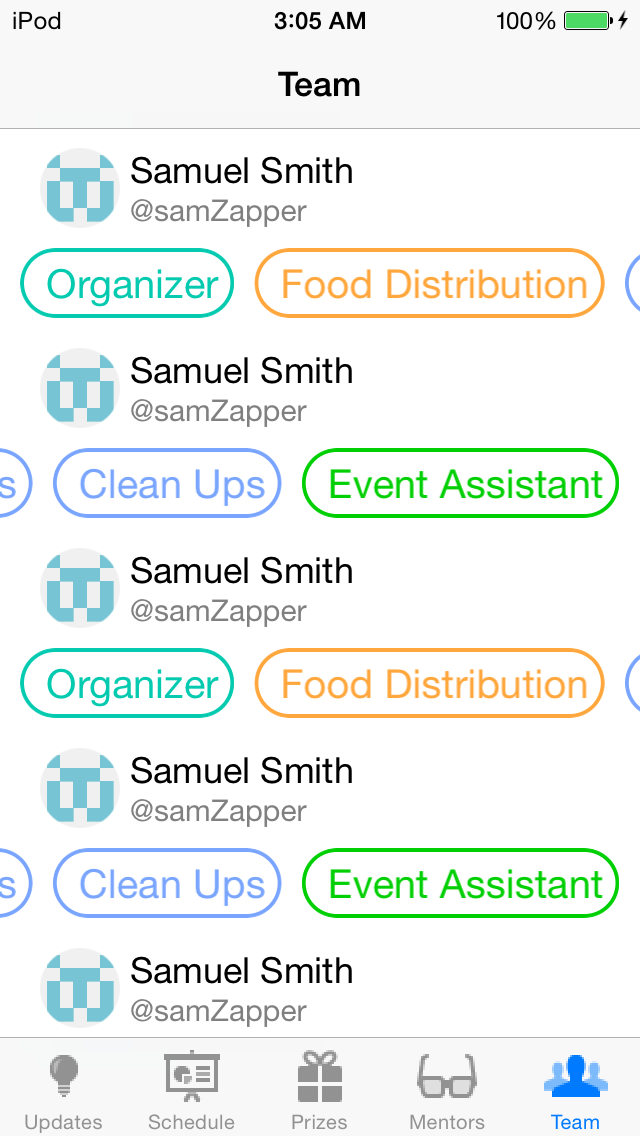 iPod 3:05 AM 100%
Team
Samuel Smith
@samZapper
Organizer Food Distribution
Samuel Smith
@samZapper
s Clean Ups Event Assistant
Samuel Smith
@samZapper
Organizer Food Distribution
Samuel Smith
@samZapper
s Clean Ups Event Assistant
Samuel Smith
@samZapper
Updates Schedule Prizes Mentors Team